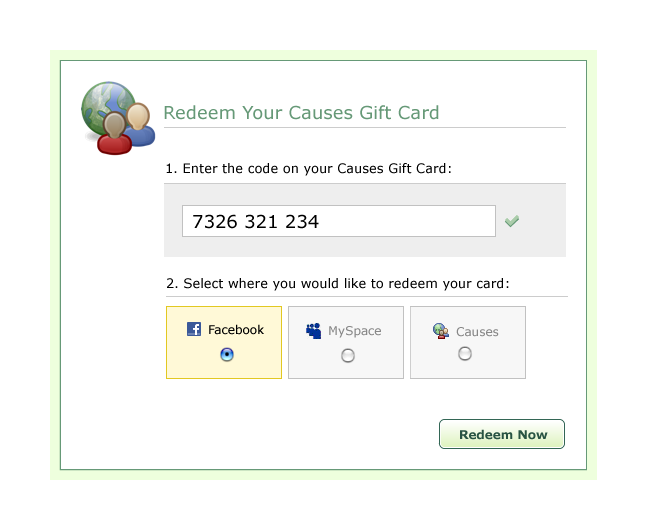 Redeem Your Causes Gift Card
1. Enter the code on your Causes Gift Card:
7326 321 234
2. Select where you would like to redeem your card:
Facebook
MySpace
Causes
Redeem Now